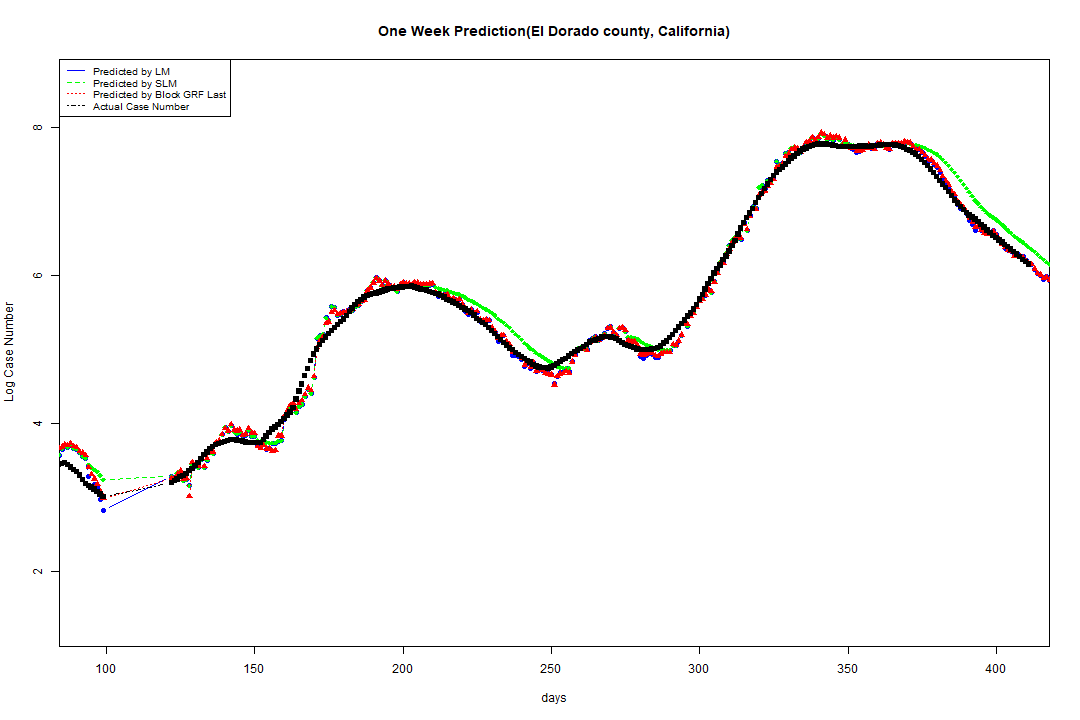 One Week Prediction(El Dorado county, California)
Predicted by LM
Predicted by SLM
Predicted by Block GRF Last
Actual Case Number
8
6
4
2
Log Case Number
100 150 200 250 300 350 400
days